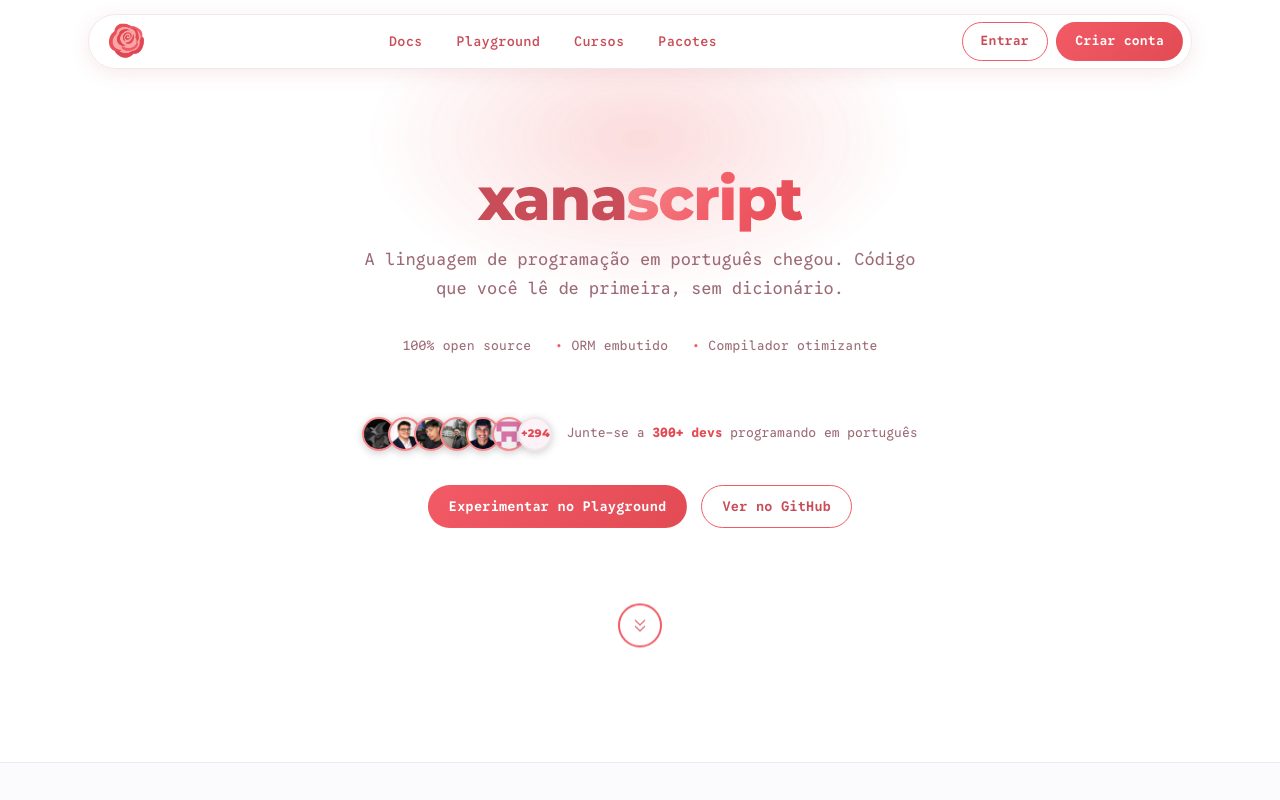 Docs Playground Cursos Pacotes Entrar Criar conta
xanascript
A linguagem de programação em português chegou. Código
que você lê de primeira, sem dicionário.
100% open source • ORM embutido • Compilador otimizante
+294 Junte-se a 300+ devs programando em português
Experimentar no Playground Ver no GitHub